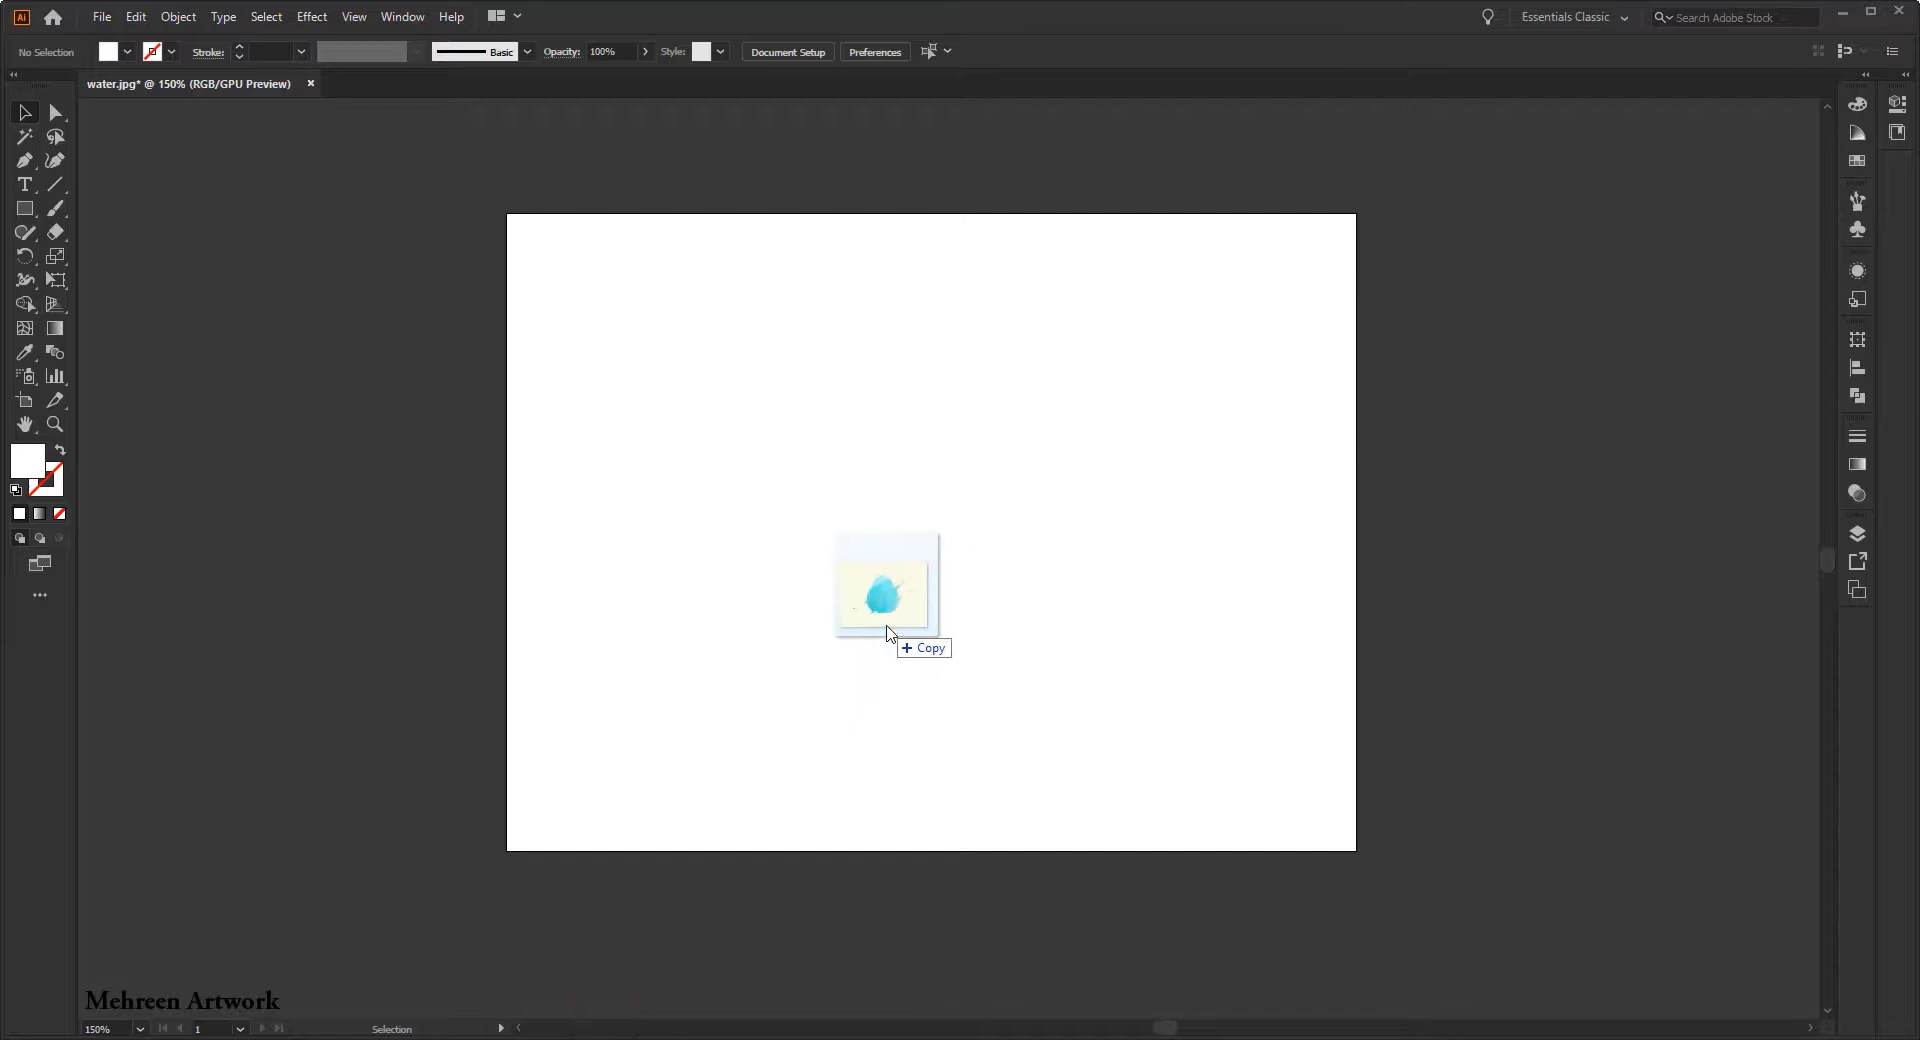 Ai File Edit Object Type Select Effect View Window Help Essentials Classic Search Adobe Stock
No Selection Stroke: Basic Opacity: 100% Style: Document Setup Preferences
water.jpg* @ 150% (RGB/GPU Preview)
+ Copy
Mehreen Artwork
150% 1 Selection